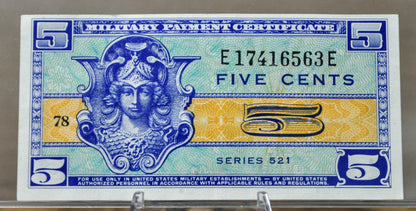 5 MILITARY PAYMENT CERTIFICATE 5
E17416563E
FIVE CENTS
78 5
SERIES 521
5 FOR USE ONLY IN UNITED STATES MILITARY ESTABLISHMENTS — BY UNITED STATES 5
AUTHORIZED PERSONNEL IN ACCORDANCE WITH APPLICABLE RULES AND REGULATIONS.